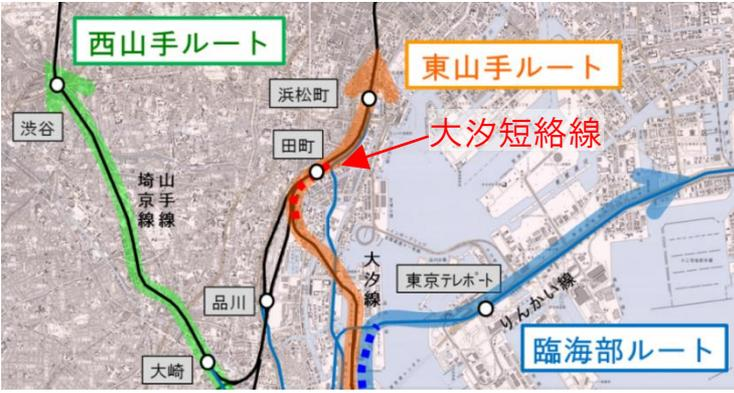 西山手ルート
東山手ルート
浜松町
渋谷
大汐短絡線
田町
山手線
埼京線
大汐線
東京テレポート
りんかい線
品川
臨海部ルート
大崎